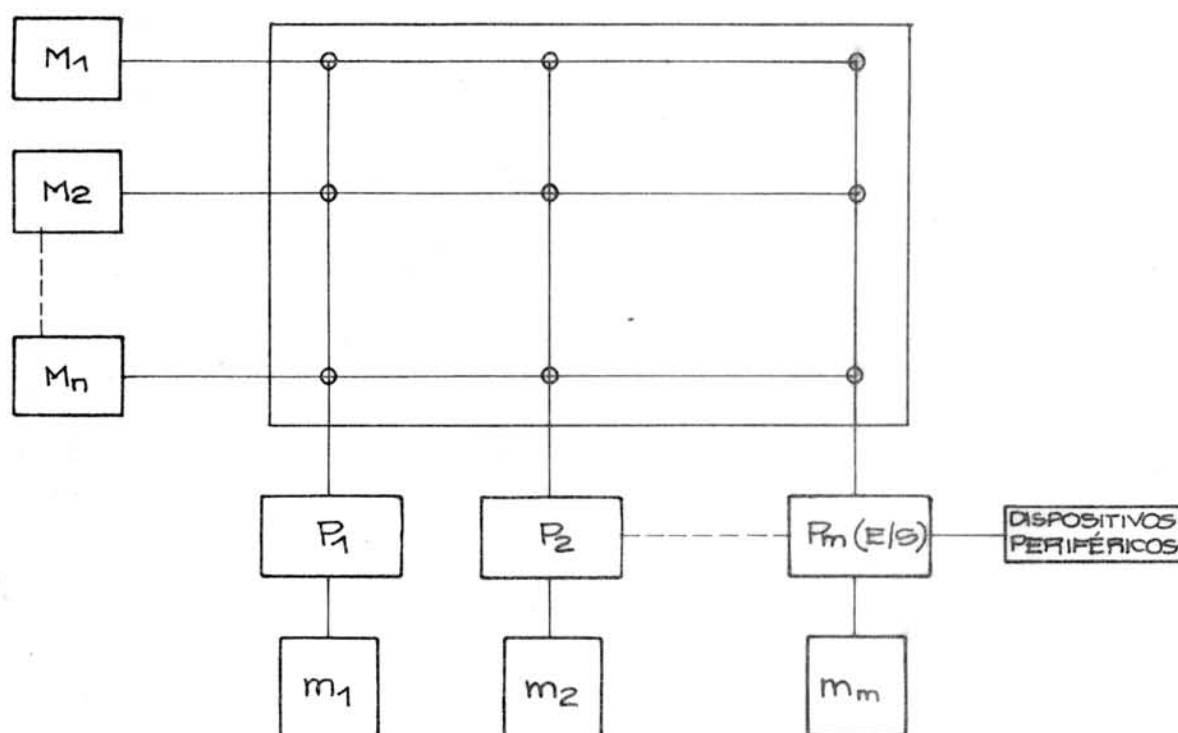 M1
M2
Mn
P1
P2
Pm (E/S)
DISPOSITIVOS
PERIFÉRICOS
m1
m2
mm